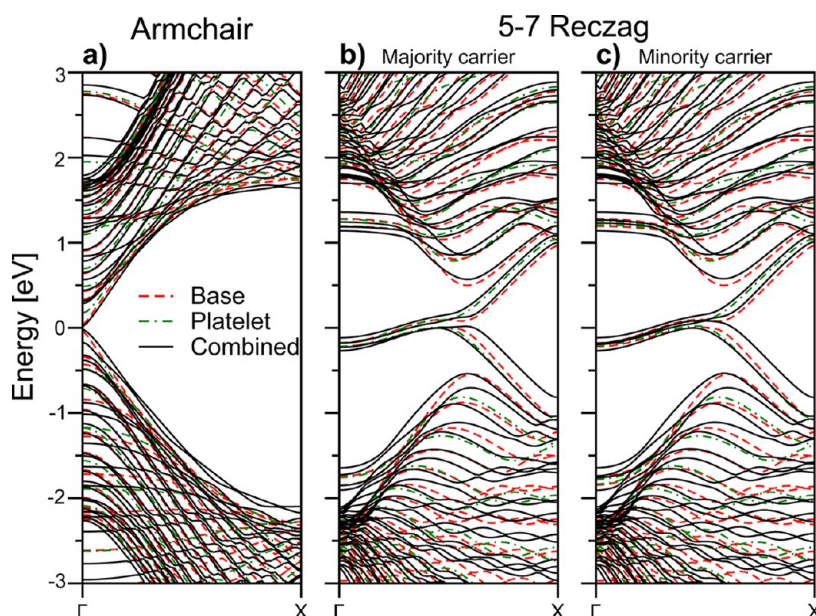 Armchair
5-7 Reczag
a)
b) Majority carrier
c) Minority carrier
Energy [eV]
3
2
1
0
-1
-2
-3
Base
Platelet
Combined
Γ
X
Γ
X
Γ
X